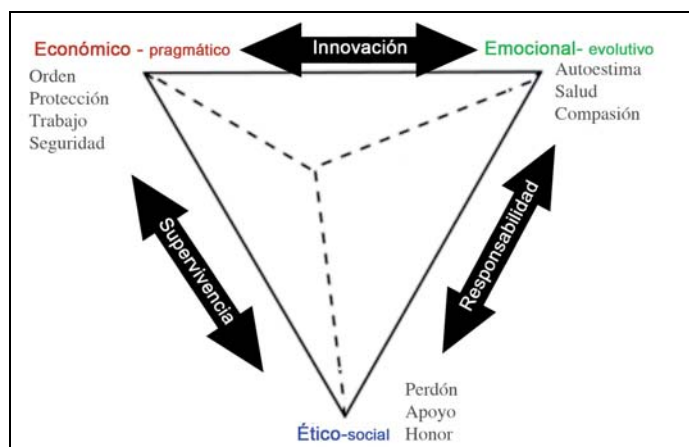 Económico - pragmático
Innovación
Emocional- evolutivo
Orden
Protección
Trabajo
Seguridad
Autoestima
Salud
Compasión
Supervivencia
Responsabilidad
Perdón
Apoyo
Honor
Ético-social